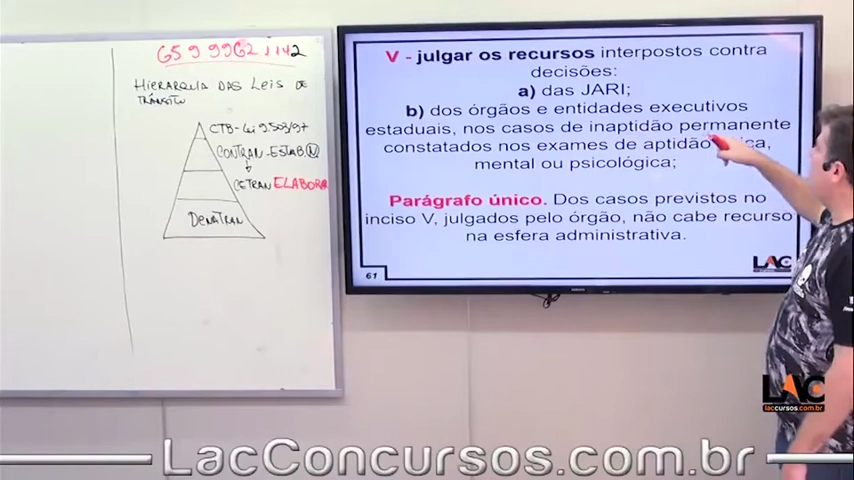 65 9 9962 1142
HIERARQUIA DAS LEIS DE
TRÂNSITO
CTB - Lei 9.503/97
CONTRAN - ESTAB. N
CETRAN ELABORAR
DENATRAN
V - julgar os recursos interpostos contra
decisões:
a) das JARI;
b) dos órgãos e entidades executivos
estaduais, nos casos de inaptidão permanente
constatados nos exames de aptidão
mental ou psicológica;
Parágrafo único. Dos casos previstos no
inciso V, julgados pelo órgão, não cabe recurso
na esfera administrativa.
61
LAC
LAC
laccursos.com.br
LacConcursos.com.br